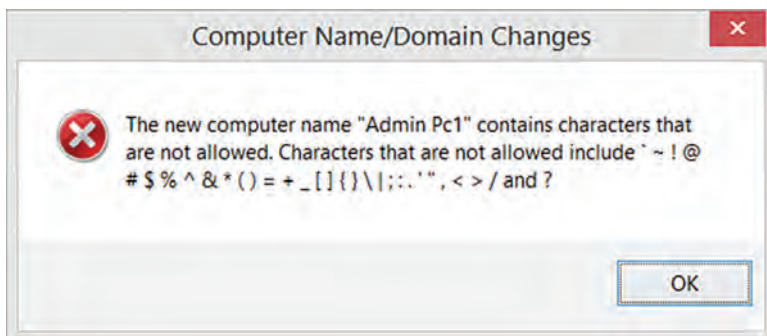 Computer Name/Domain Changes
x
The new computer name "Admin Pc1" contains characters that
are not allowed. Characters that are not allowed include ` ~ ! @
# $ % ^ & * ( ) = + _ [ ] { } \ | ; : . ' " , < > / and ?
OK